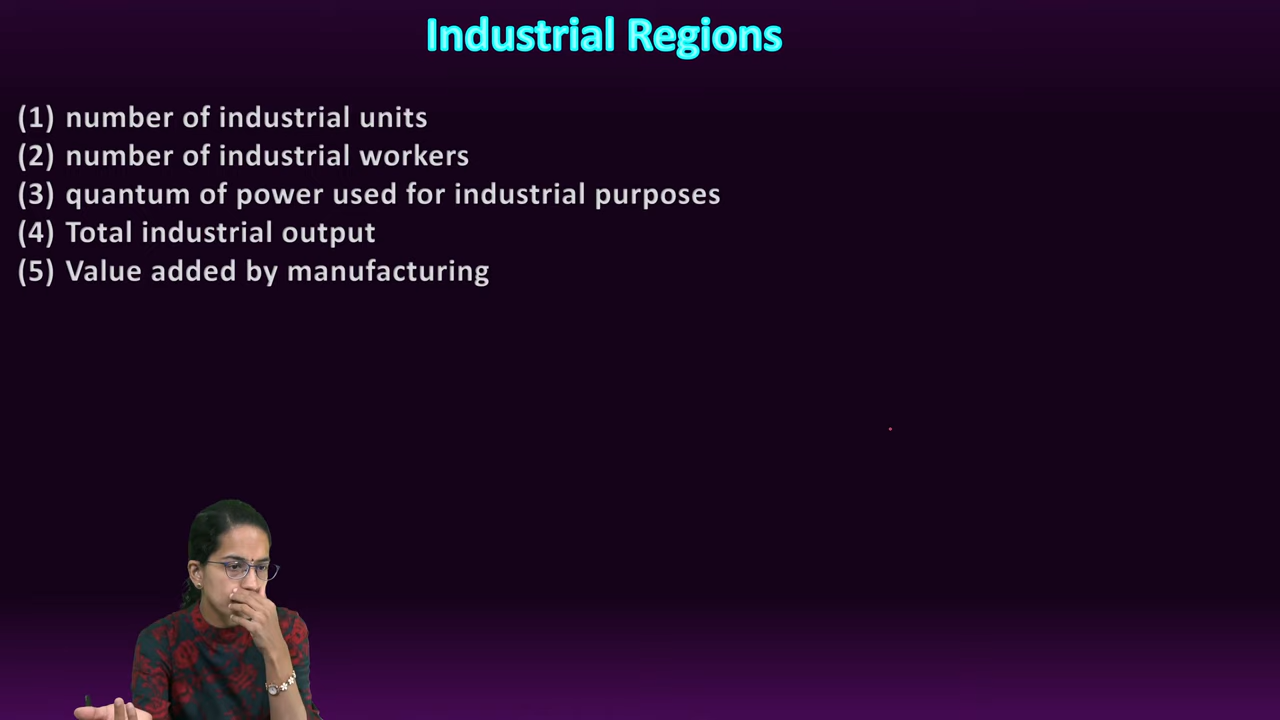 Industrial Regions
(1) number of industrial units
(2) number of industrial workers
(3) quantum of power used for industrial purposes
(4) Total industrial output
(5) Value added by manufacturing